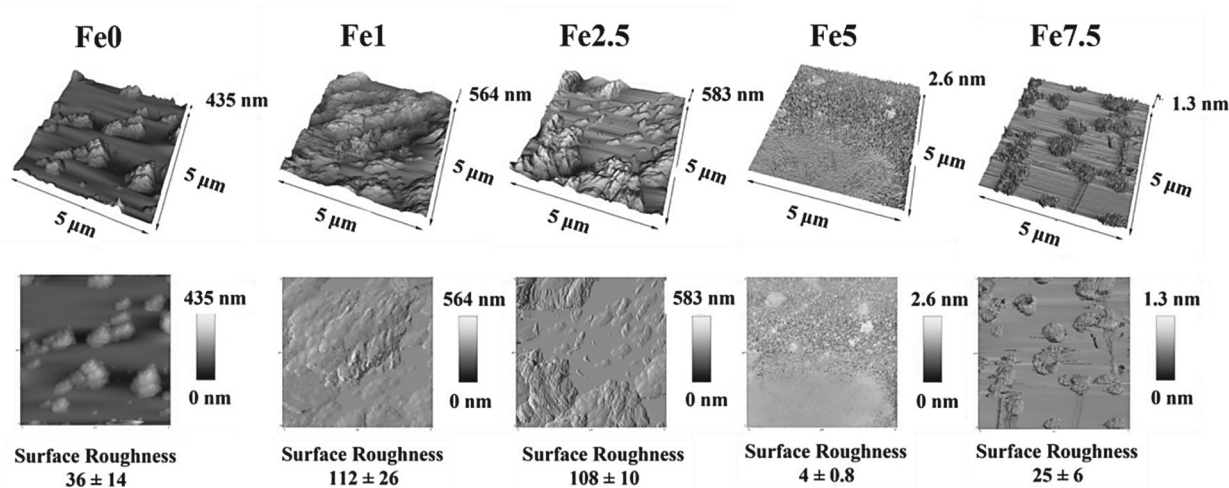 Fe0
Fe1
Fe2.5
Fe5
Fe7.5
435 nm
5 µm
5 µm
564 nm
5 µm
5 µm
583 nm
5 µm
5 µm
2.6 nm
5 µm
5 µm
1.3 nm
5 µm
5 µm
435 nm
0 nm
564 nm
0 nm
583 nm
0 nm
2.6 nm
0 nm
1.3 nm
0 nm
Surface Roughness
36 ± 14
Surface Roughness
112 ± 26
Surface Roughness
108 ± 10
Surface Roughness
4 ± 0.8
Surface Roughness
25 ± 6